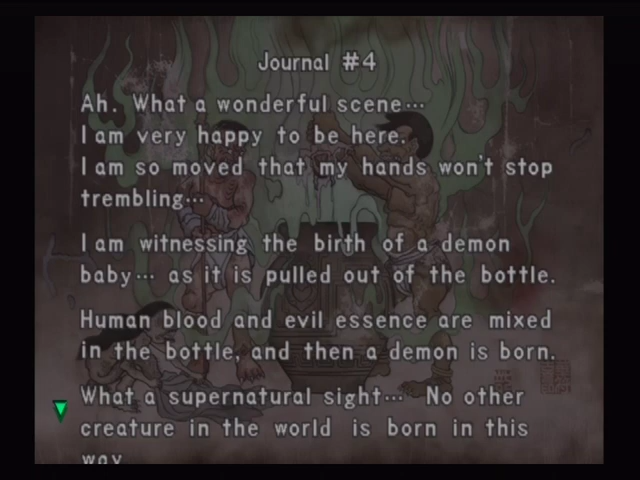 Journal #4
Ah. What a wonderful scene…
I am very happy to be here.
I am so moved that my hands won't stop
trembling…
I am witnessing the birth of a demon
baby… as it is pulled out of the bottle.
Human blood and evil essence are mixed
in the bottle, and then a demon is born.
What a supernatural sight… No other
creature in the world is born in this
way